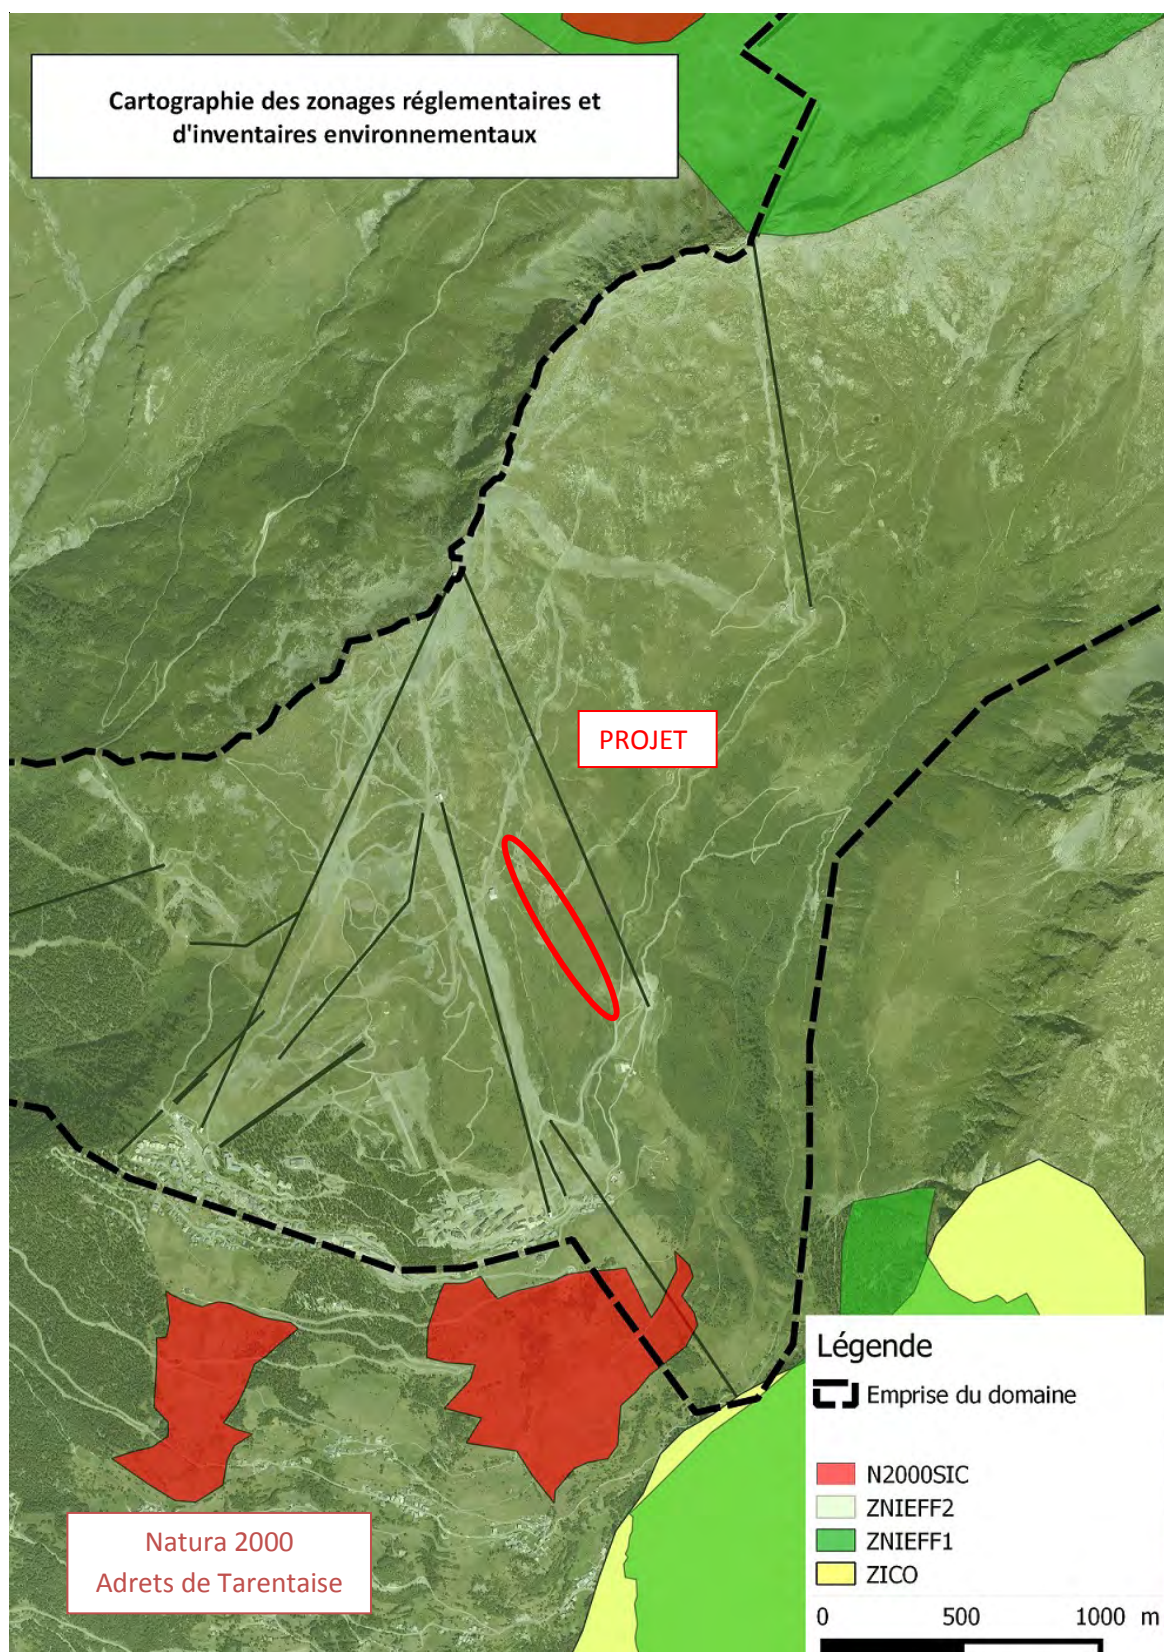 Cartographie des zonages réglementaires et
d'inventaires environnementaux
PROJET
Natura 2000
Adrets de Tarentaise
Légende
Emprise du domaine
N2000SIC
ZNIEFF2
ZNIEFF1
ZICO
0 500 1000 m